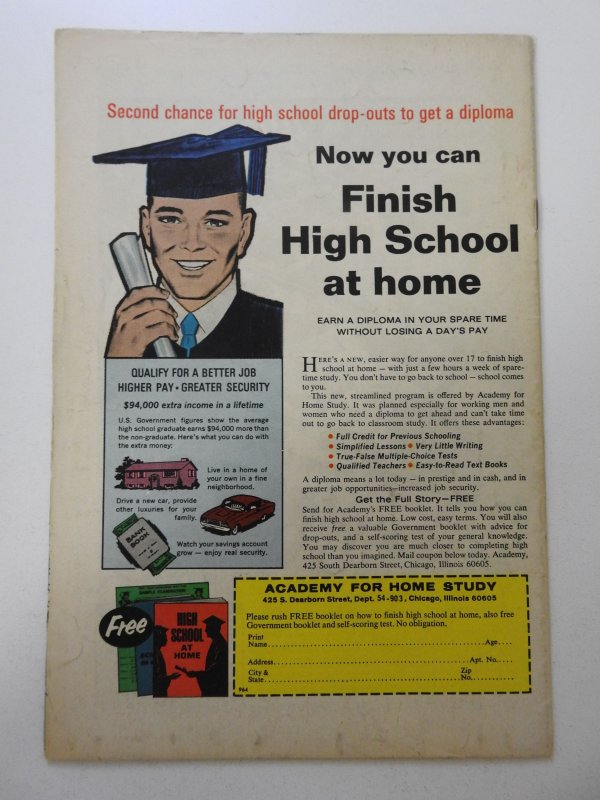 Second chance for high school drop-outs to get a diploma
Now you can
Finish
High School
at home
EARN A DIPLOMA IN YOUR SPARE TIME
WITHOUT LOSING A DAY'S PAY
QUALIFY FOR A BETTER JOB
HIGHER PAY • GREATER SECURITY
$94,000 extra income in a lifetime
U.S. Government figures show the average
high school graduate earns $94,000 more than
the non-graduate. Here's what you can do with
the extra money:
Live in a home of
your own in a fine
neighborhood.
Drive a new car, provide
other luxuries for your
family.
BANK
BOOK
Watch your savings account
grow — enjoy real security.
HERE'S A NEW, easier way for anyone over 17 to finish high
school at home — with just a few hours a week of spare-
time study. You don't have to go back to school — school comes
to you.
This new, streamlined program is offered by Academy for
Home Study. It was planned especially for working men and
women who need a diploma to get ahead and can't take time
out to go back to classroom study. It offers these advantages:
• Full Credit for Previous Schooling
• Simplified Lessons • Very Little Writing
• True-False Multiple-Choice Tests
• Qualified Teachers • Easy-to-Read Text Books
A diploma means a lot today — in prestige and in cash, and in
greater job opportunities—increased job security.
Get the Full Story—FREE
Send for Academy's FREE booklet. It tells you how you can
finish high school at home. Low cost, easy terms. You will also
receive free a valuable Government booklet with advice for
drop-outs, and a self-scoring test of your general knowledge.
You may discover you are much closer to completing high
school than you imagined. Mail coupon below today. Academy,
425 South Dearborn Street, Chicago, Illinois 60605.
Free
SAMPLE EXAMINATION
HIGH
SCHOOL
AT
HOME
ACADEMY FOR HOME STUDY
425 S. Dearborn Street, Dept. 54-903, Chicago, Illinois 60605
Please rush FREE booklet on how to finish high school at home, also free
Government booklet and self-scoring test. No obligation.
Print
Name........ Age....
Address........ Apt. No....
City & Zip
State........ No.........
964